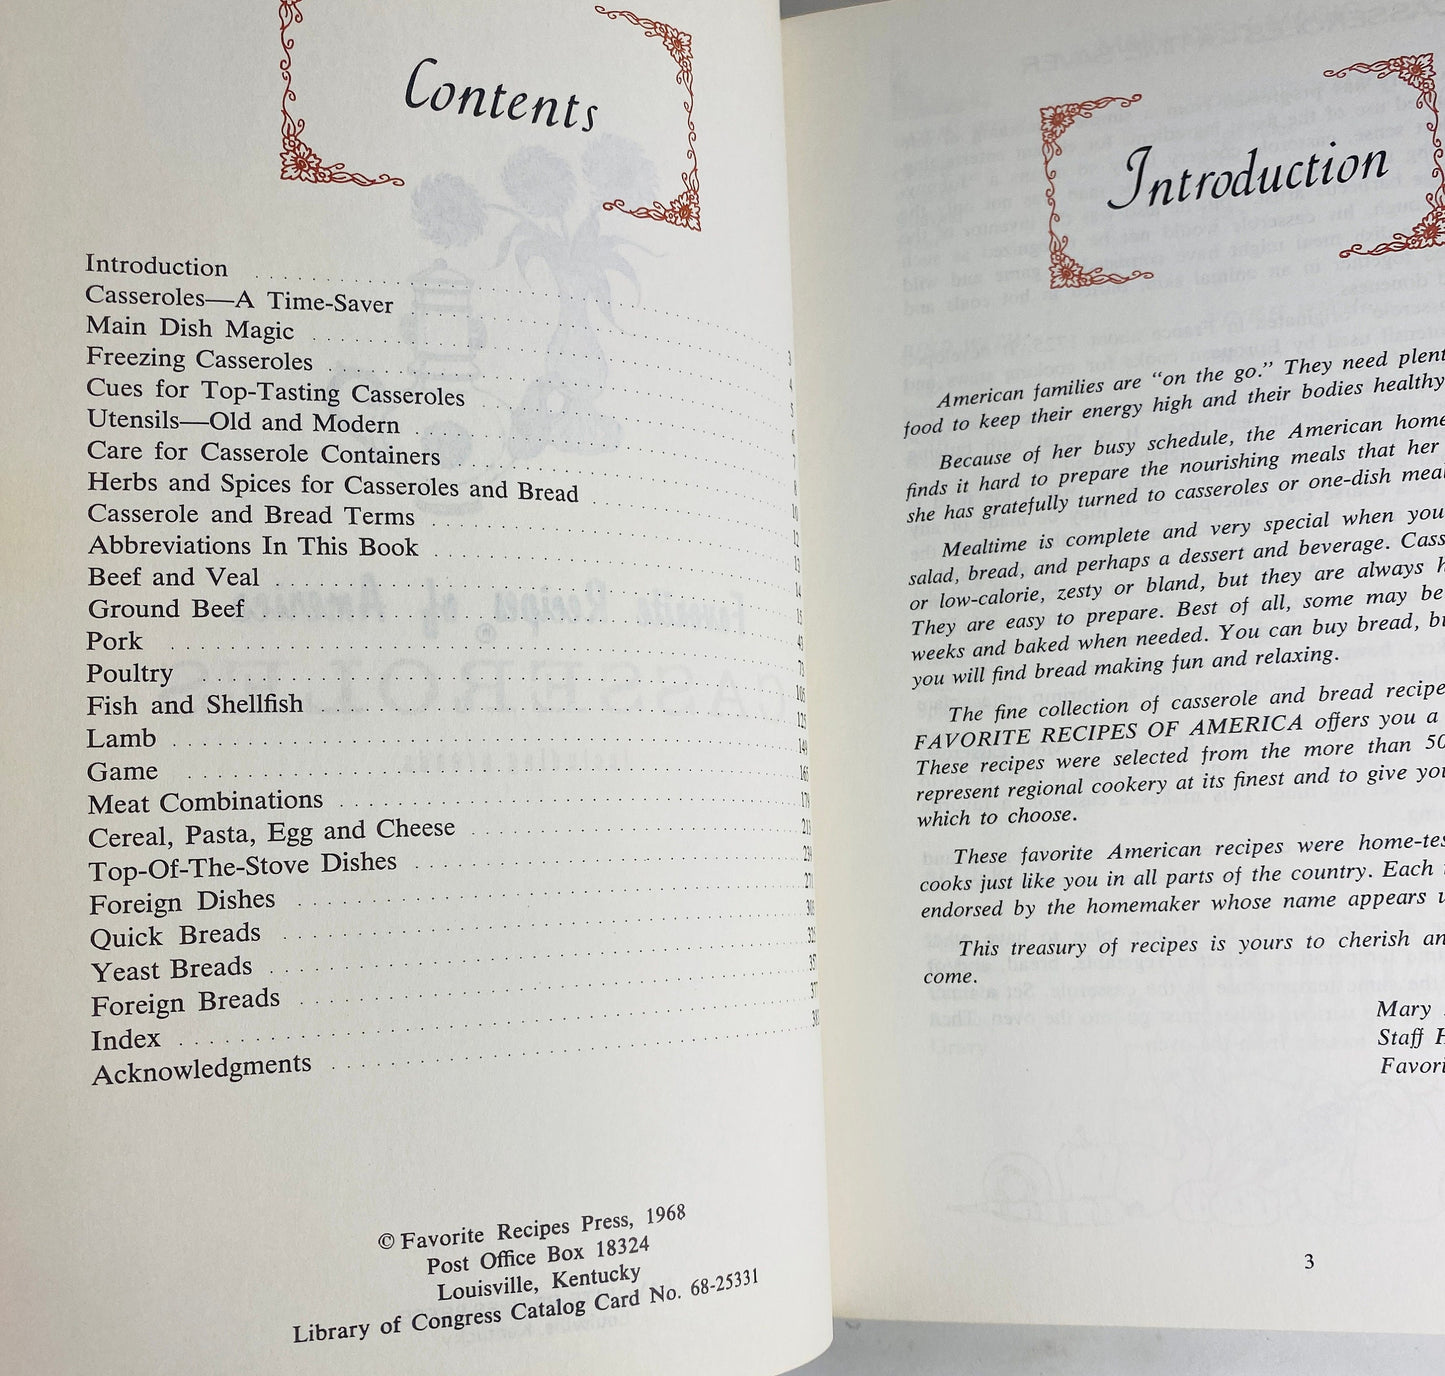 Contents
Introduction
Casseroles—A Time-Saver
Main Dish Magic 3
Freezing Casseroles 4
Cues for Top-Tasting Casseroles 5
Utensils—Old and Modern 6
Care for Casserole Containers 7
Herbs and Spices for Casseroles and Bread 8
Casserole and Bread Terms 10
Abbreviations In This Book 12
Beef and Veal 13
Ground Beef 14
Pork 15
Poultry
Fish and Shellfish
Lamb
Game
Meat Combinations
Cereal, Pasta, Egg and Cheese
Top-Of-The-Stove Dishes
Foreign Dishes
Quick Breads
Yeast Breads
Foreign Breads
Index
Acknowledgments
© Favorite Recipes Press, 1968
Post Office Box 18324
Louisville, Kentucky
Library of Congress Catalog Card No. 68-25331
Introduction
American families are “on the go.” They need
food to keep their energy high and their bodies healthy
Because of her busy schedule, the American
finds it hard to prepare the nourishing meals that her
she has gratefully turned to casseroles or one-dish
Mealtime is complete and very special when you
salad, bread, and perhaps a dessert and beverage.
or low-calorie, zesty or bland, but they are always
They are easy to prepare. Best of all, some may be
weeks and baked when needed. You can buy bread,
you will find bread making fun and relaxing.
The fine collection of casserole and bread
FAVORITE RECIPES OF AMERICA offers you a
These recipes were selected from the more than
represent regional cookery at its finest and to give
which to choose.
These favorite American recipes were
cooks just like you in all parts of the country. Each
endorsed by the homemaker whose name appears
This treasury of recipes is yours to cherish
come.
Mary
Staff
3